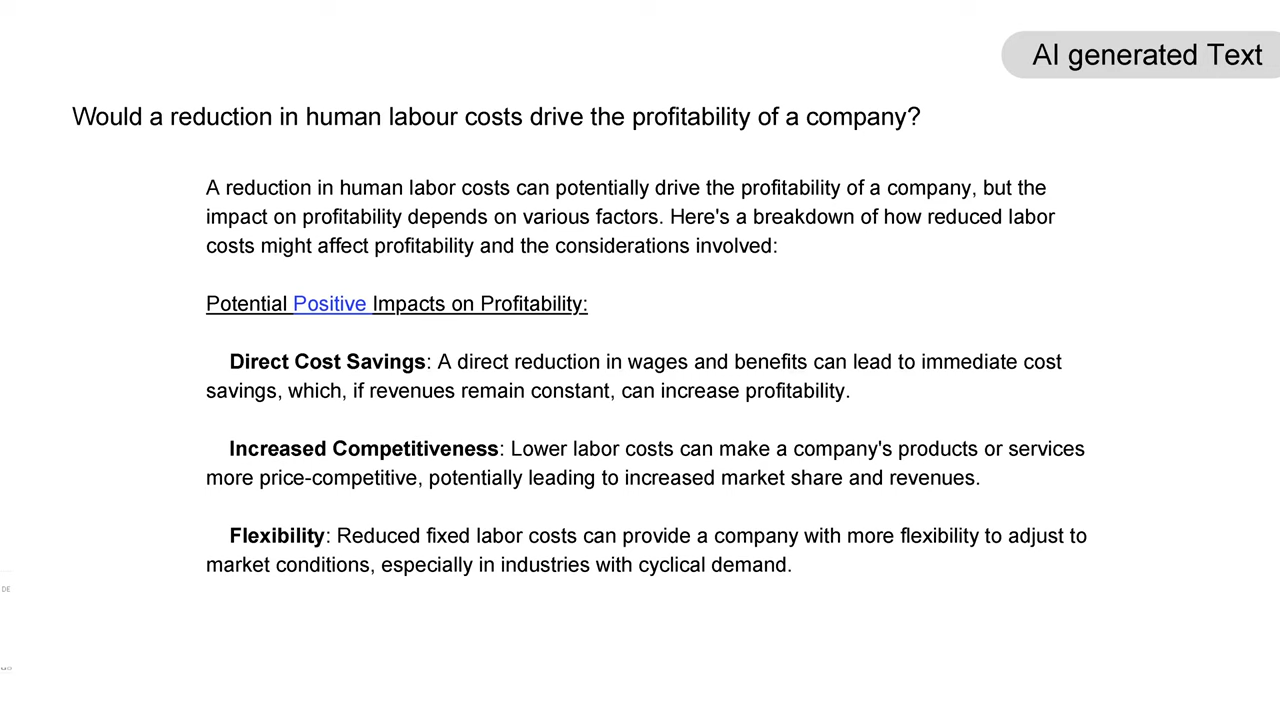 AI generated Text
Would a reduction in human labour costs drive the profitability of a company?
A reduction in human labor costs can potentially drive the profitability of a company, but the
impact on profitability depends on various factors. Here's a breakdown of how reduced labor
costs might affect profitability and the considerations involved:
Potential Positive Impacts on Profitability:
Direct Cost Savings: A direct reduction in wages and benefits can lead to immediate cost
savings, which, if revenues remain constant, can increase profitability.
Increased Competitiveness: Lower labor costs can make a company's products or services
more price-competitive, potentially leading to increased market share and revenues.
Flexibility: Reduced fixed labor costs can provide a company with more flexibility to adjust to
market conditions, especially in industries with cyclical demand.
DE